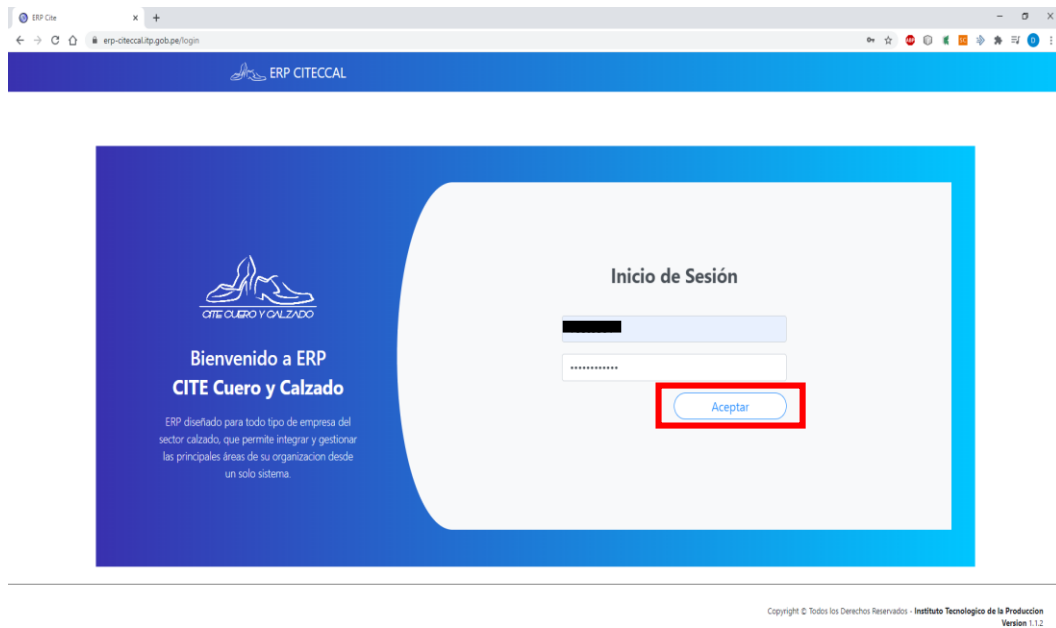 ERP Cite
erp-citeccal.itp.gob.pe/login
ERP CITECCAL
CITE CUERO Y CALZADO
Bienvenido a ERP
CITE Cuero y Calzado
ERP diseñado para todo tipo de empresa del
sector calzado, que permite integrar y gestionar
las principales áreas de su organizacion desde
un solo sistema.
Inicio de Sesión
Aceptar
Copyright © Todos los Derechos Reservados - Instituto Tecnologico de la Produccion
Version 1.1.2